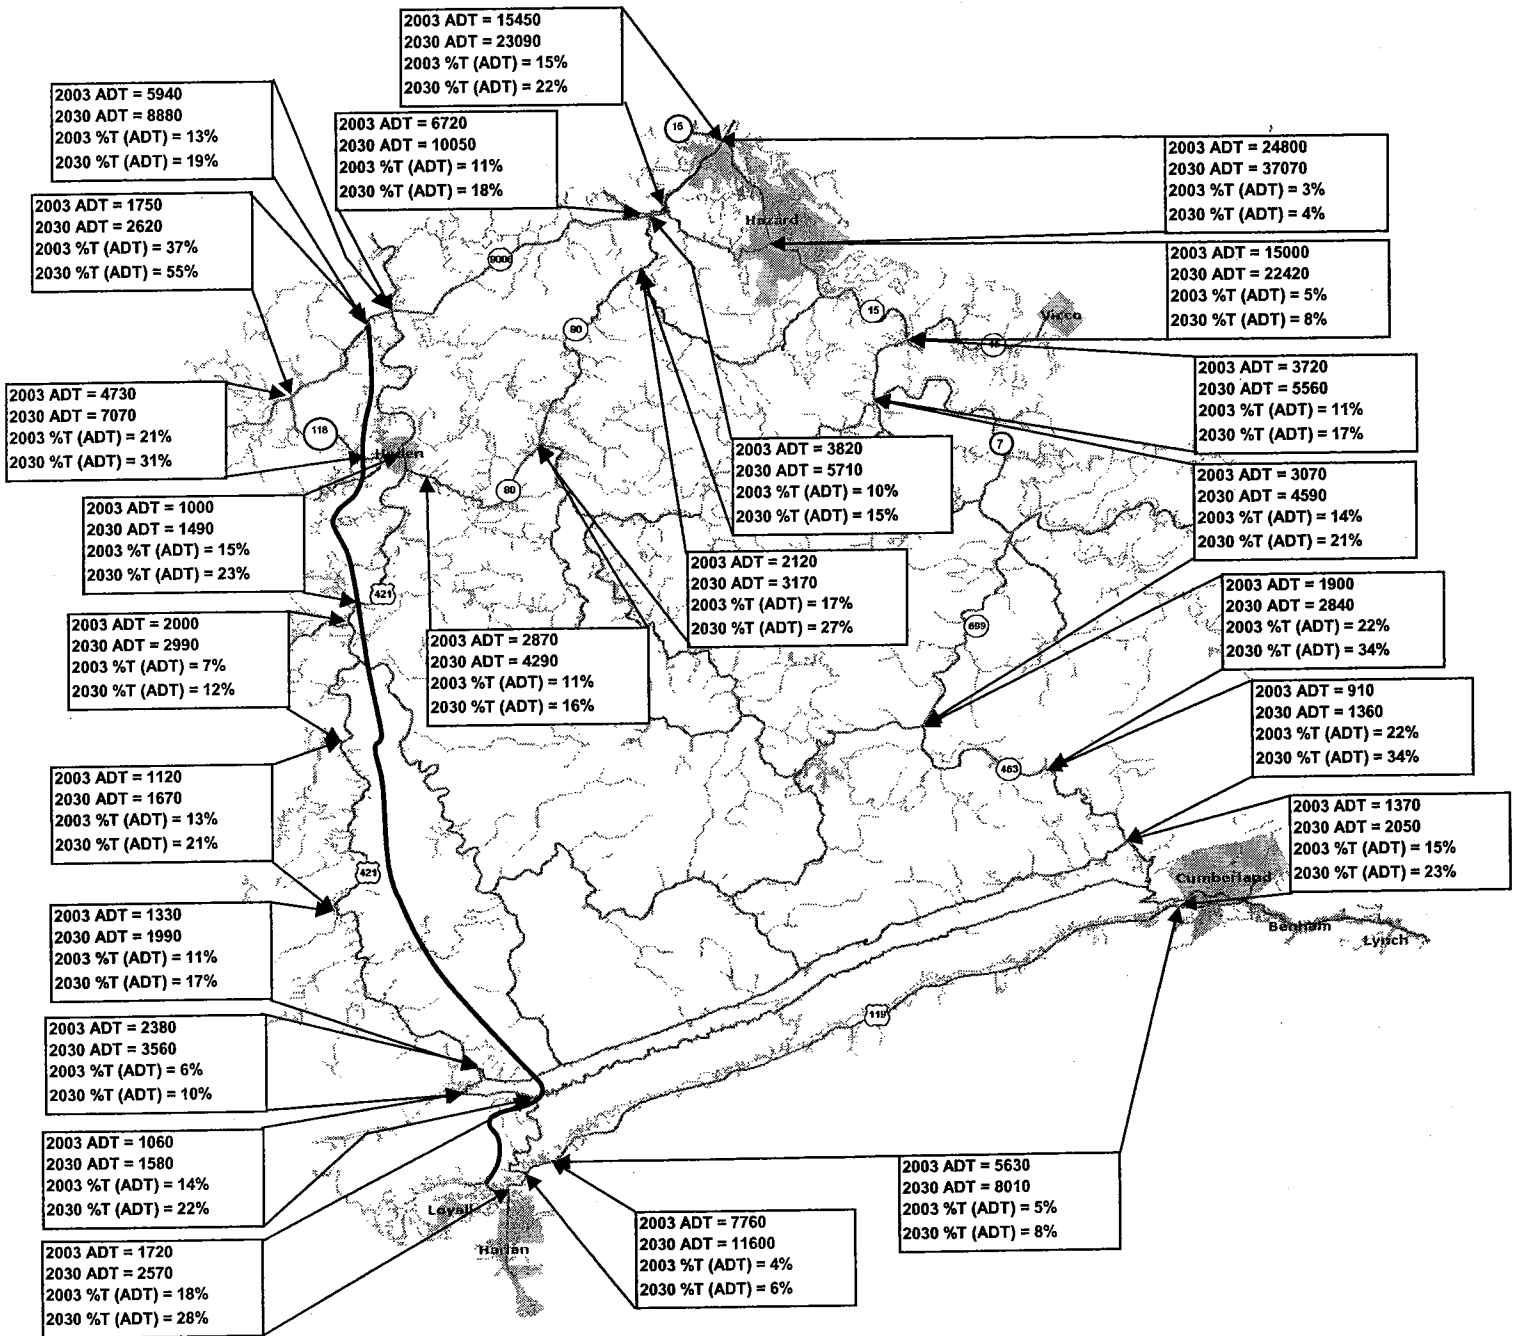 2003 ADT = 15450
2030 ADT = 23090
2003 %T (ADT) = 15%
2030 %T (ADT) = 22%
2003 ADT = 5940
2030 ADT = 8880
2003 %T (ADT) = 13%
2030 %T (ADT) = 19%
2003 ADT = 6720
2030 ADT = 10050
2003 %T (ADT) = 11%
2030 %T (ADT) = 18%
15
2003 ADT = 24800
2030 ADT = 37070
2003 %T (ADT) = 3%
2030 %T (ADT) = 4%
2003 ADT = 1750
2030 ADT = 2620
2003 %T (ADT) = 37%
2030 %T (ADT) = 55%
Hazard
9006
2003 ADT = 15000
2030 ADT = 22420
2003 %T (ADT) = 5%
2030 %T (ADT) = 8%
15
Vicco
80
2003 ADT = 3720
2030 ADT = 5560
2003 %T (ADT) = 11%
2030 %T (ADT) = 17%
2003 ADT = 4730
2030 ADT = 7070
2003 %T (ADT) = 21%
2030 %T (ADT) = 31%
118
Hyden
7
2003 ADT = 3820
2030 ADT = 5710
2003 %T (ADT) = 10%
2030 %T (ADT) = 15%
2003 ADT = 3070
2030 ADT = 4590
2003 %T (ADT) = 14%
2030 %T (ADT) = 21%
80
2003 ADT = 1000
2030 ADT = 1490
2003 %T (ADT) = 15%
2030 %T (ADT) = 23%
2003 ADT = 2120
2030 ADT = 3170
2003 %T (ADT) = 17%
2030 %T (ADT) = 27%
2003 ADT = 1900
2030 ADT = 2840
2003 %T (ADT) = 22%
2030 %T (ADT) = 34%
421
2003 ADT = 2000
2030 ADT = 2990
2003 %T (ADT) = 7%
2030 %T (ADT) = 12%
2003 ADT = 2870
2030 ADT = 4290
2003 %T (ADT) = 11%
2030 %T (ADT) = 16%
699
2003 ADT = 910
2030 ADT = 1360
2003 %T (ADT) = 22%
2030 %T (ADT) = 34%
463
2003 ADT = 1120
2030 ADT = 1670
2003 %T (ADT) = 13%
2030 %T (ADT) = 21%
2003 ADT = 1370
2030 ADT = 2050
2003 %T (ADT) = 15%
2030 %T (ADT) = 23%
421
Cumberland
Benham
Lynch
2003 ADT = 1330
2030 ADT = 1990
2003 %T (ADT) = 11%
2030 %T (ADT) = 17%
119
2003 ADT = 2380
2030 ADT = 3560
2003 %T (ADT) = 6%
2030 %T (ADT) = 10%
2003 ADT = 1060
2030 ADT = 1580
2003 %T (ADT) = 14%
2030 %T (ADT) = 22%
2003 ADT = 5630
2030 ADT = 8010
2003 %T (ADT) = 5%
2030 %T (ADT) = 8%
Loyall
Harlan
2003 ADT = 7760
2030 ADT = 11600
2003 %T (ADT) = 4%
2030 %T (ADT) = 6%
2003 ADT = 1720
2030 ADT = 2570
2003 %T (ADT) = 18%
2030 %T (ADT) = 28%